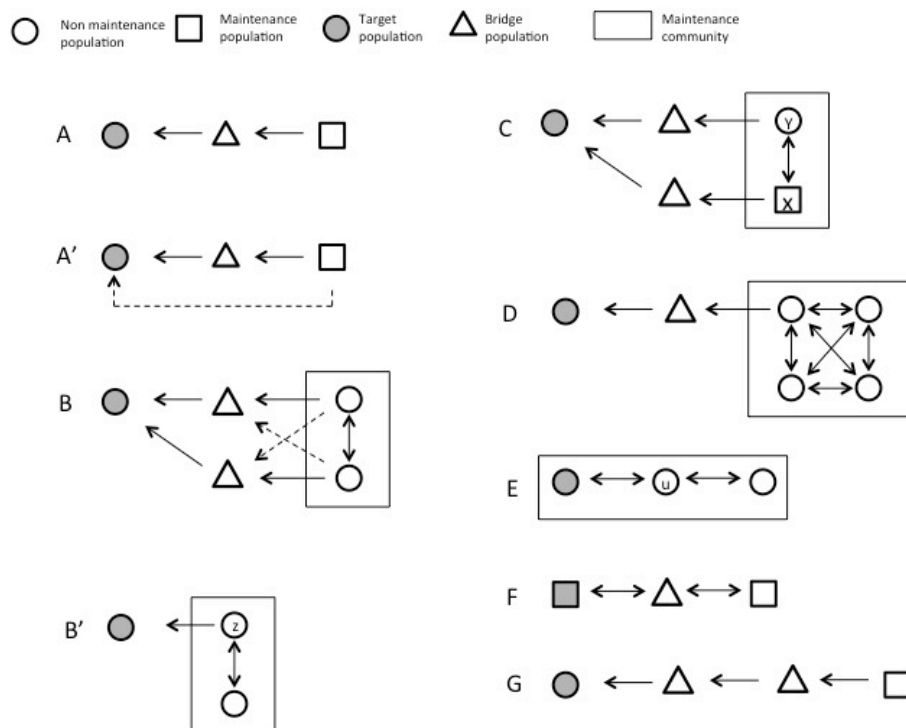 Non maintenance
population
Maintenance
population
Target
population
Bridge
population
Maintenance
community
A
C
Y
X
A'
D
B
E
u
F
B'
z
G